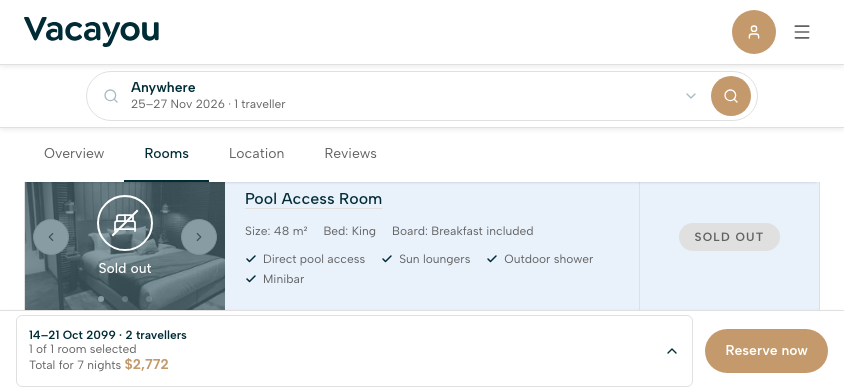 Vacayou
Anywhere
25–27 Nov 2026 · 1 traveller
Overview Rooms Location Reviews
Pool Access Room
Size: 48 m² Bed: King Board: Breakfast included
Direct pool access Sun loungers Outdoor shower
Minibar
Sold out
SOLD OUT
14–21 Oct 2099 · 2 travellers
1 of 1 room selected
Total for 7 nights $2,772
Reserve now